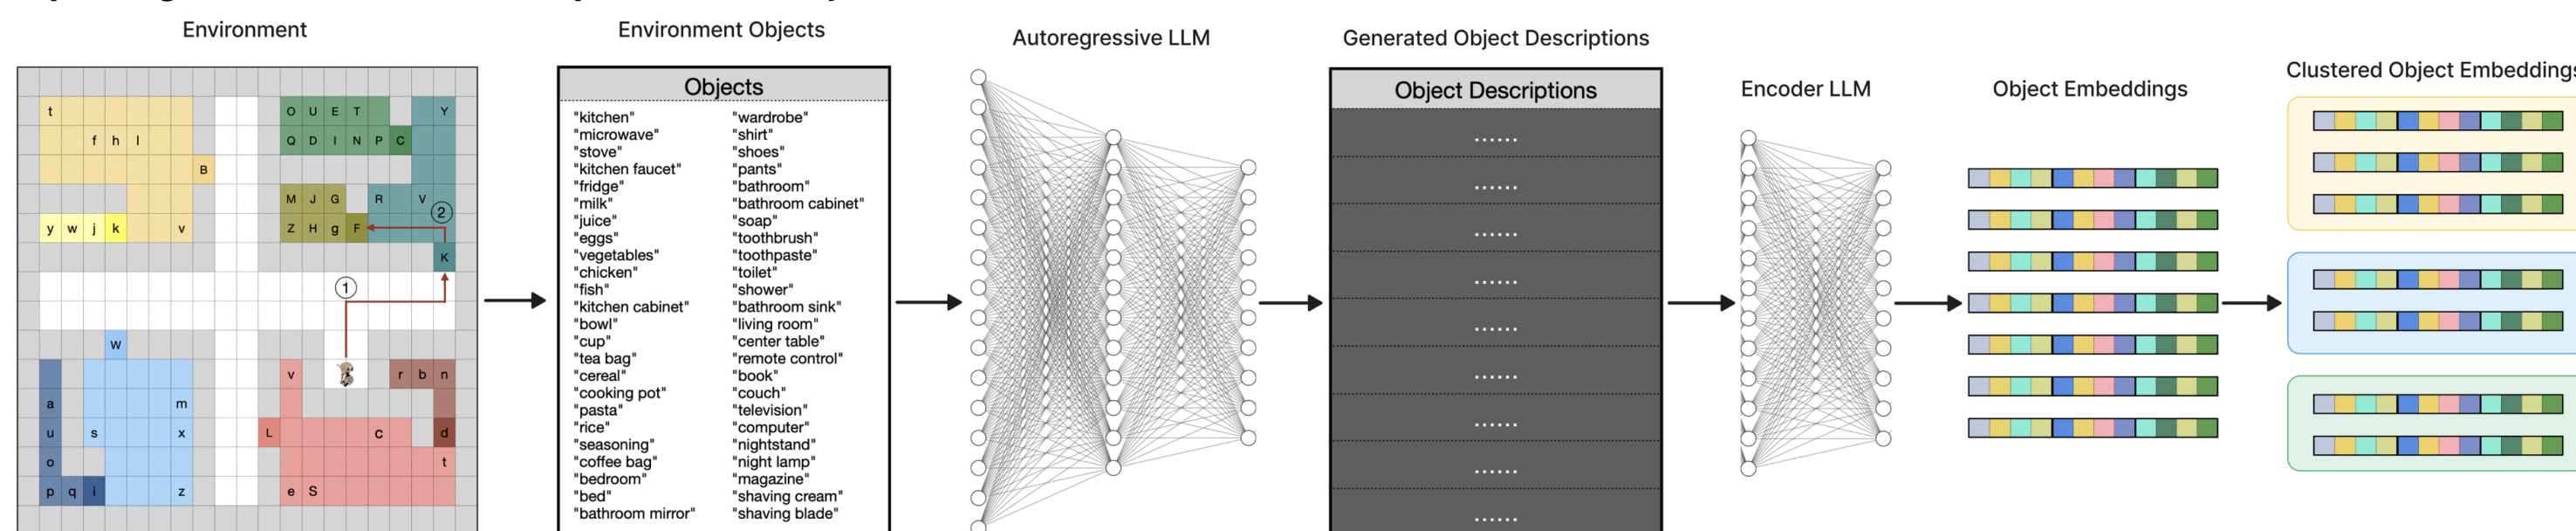 Environment
Environment Objects
Autoregressive LLM
Generated Object Descriptions
Encoder LLM
Object Embeddings
Clustered Object Embeddings
t
O U E T
Y
f h l
Q D I N P C
B
M J G
R
V
②
y w j k
v
Z H g F
K
①
W
v
r b n
a
m
u
s
x
L
c
d
o
t
p q i
z
e S
Objects
"kitchen"
"microwave"
"stove"
"kitchen faucet"
"fridge"
"milk"
"juice"
"eggs"
"vegetables"
"chicken"
"fish"
"kitchen cabinet"
"bowl"
"cup"
"tea bag"
"cereal"
"cooking pot"
"pasta"
"rice"
"seasoning"
"coffee bag"
"bedroom"
"bed"
"bathroom mirror"
"wardrobe"
"shirt"
"shoes"
"pants"
"bathroom"
"bathroom cabinet"
"soap"
"toothbrush"
"toothpaste"
"toilet"
"shower"
"bathroom sink"
"living room"
"center table"
"remote control"
"book"
"couch"
"television"
"computer"
"nightstand"
"night lamp"
"magazine"
"shaving cream"
"shaving blade"
Object Descriptions
......
......
......
......
......
......
......
......
......